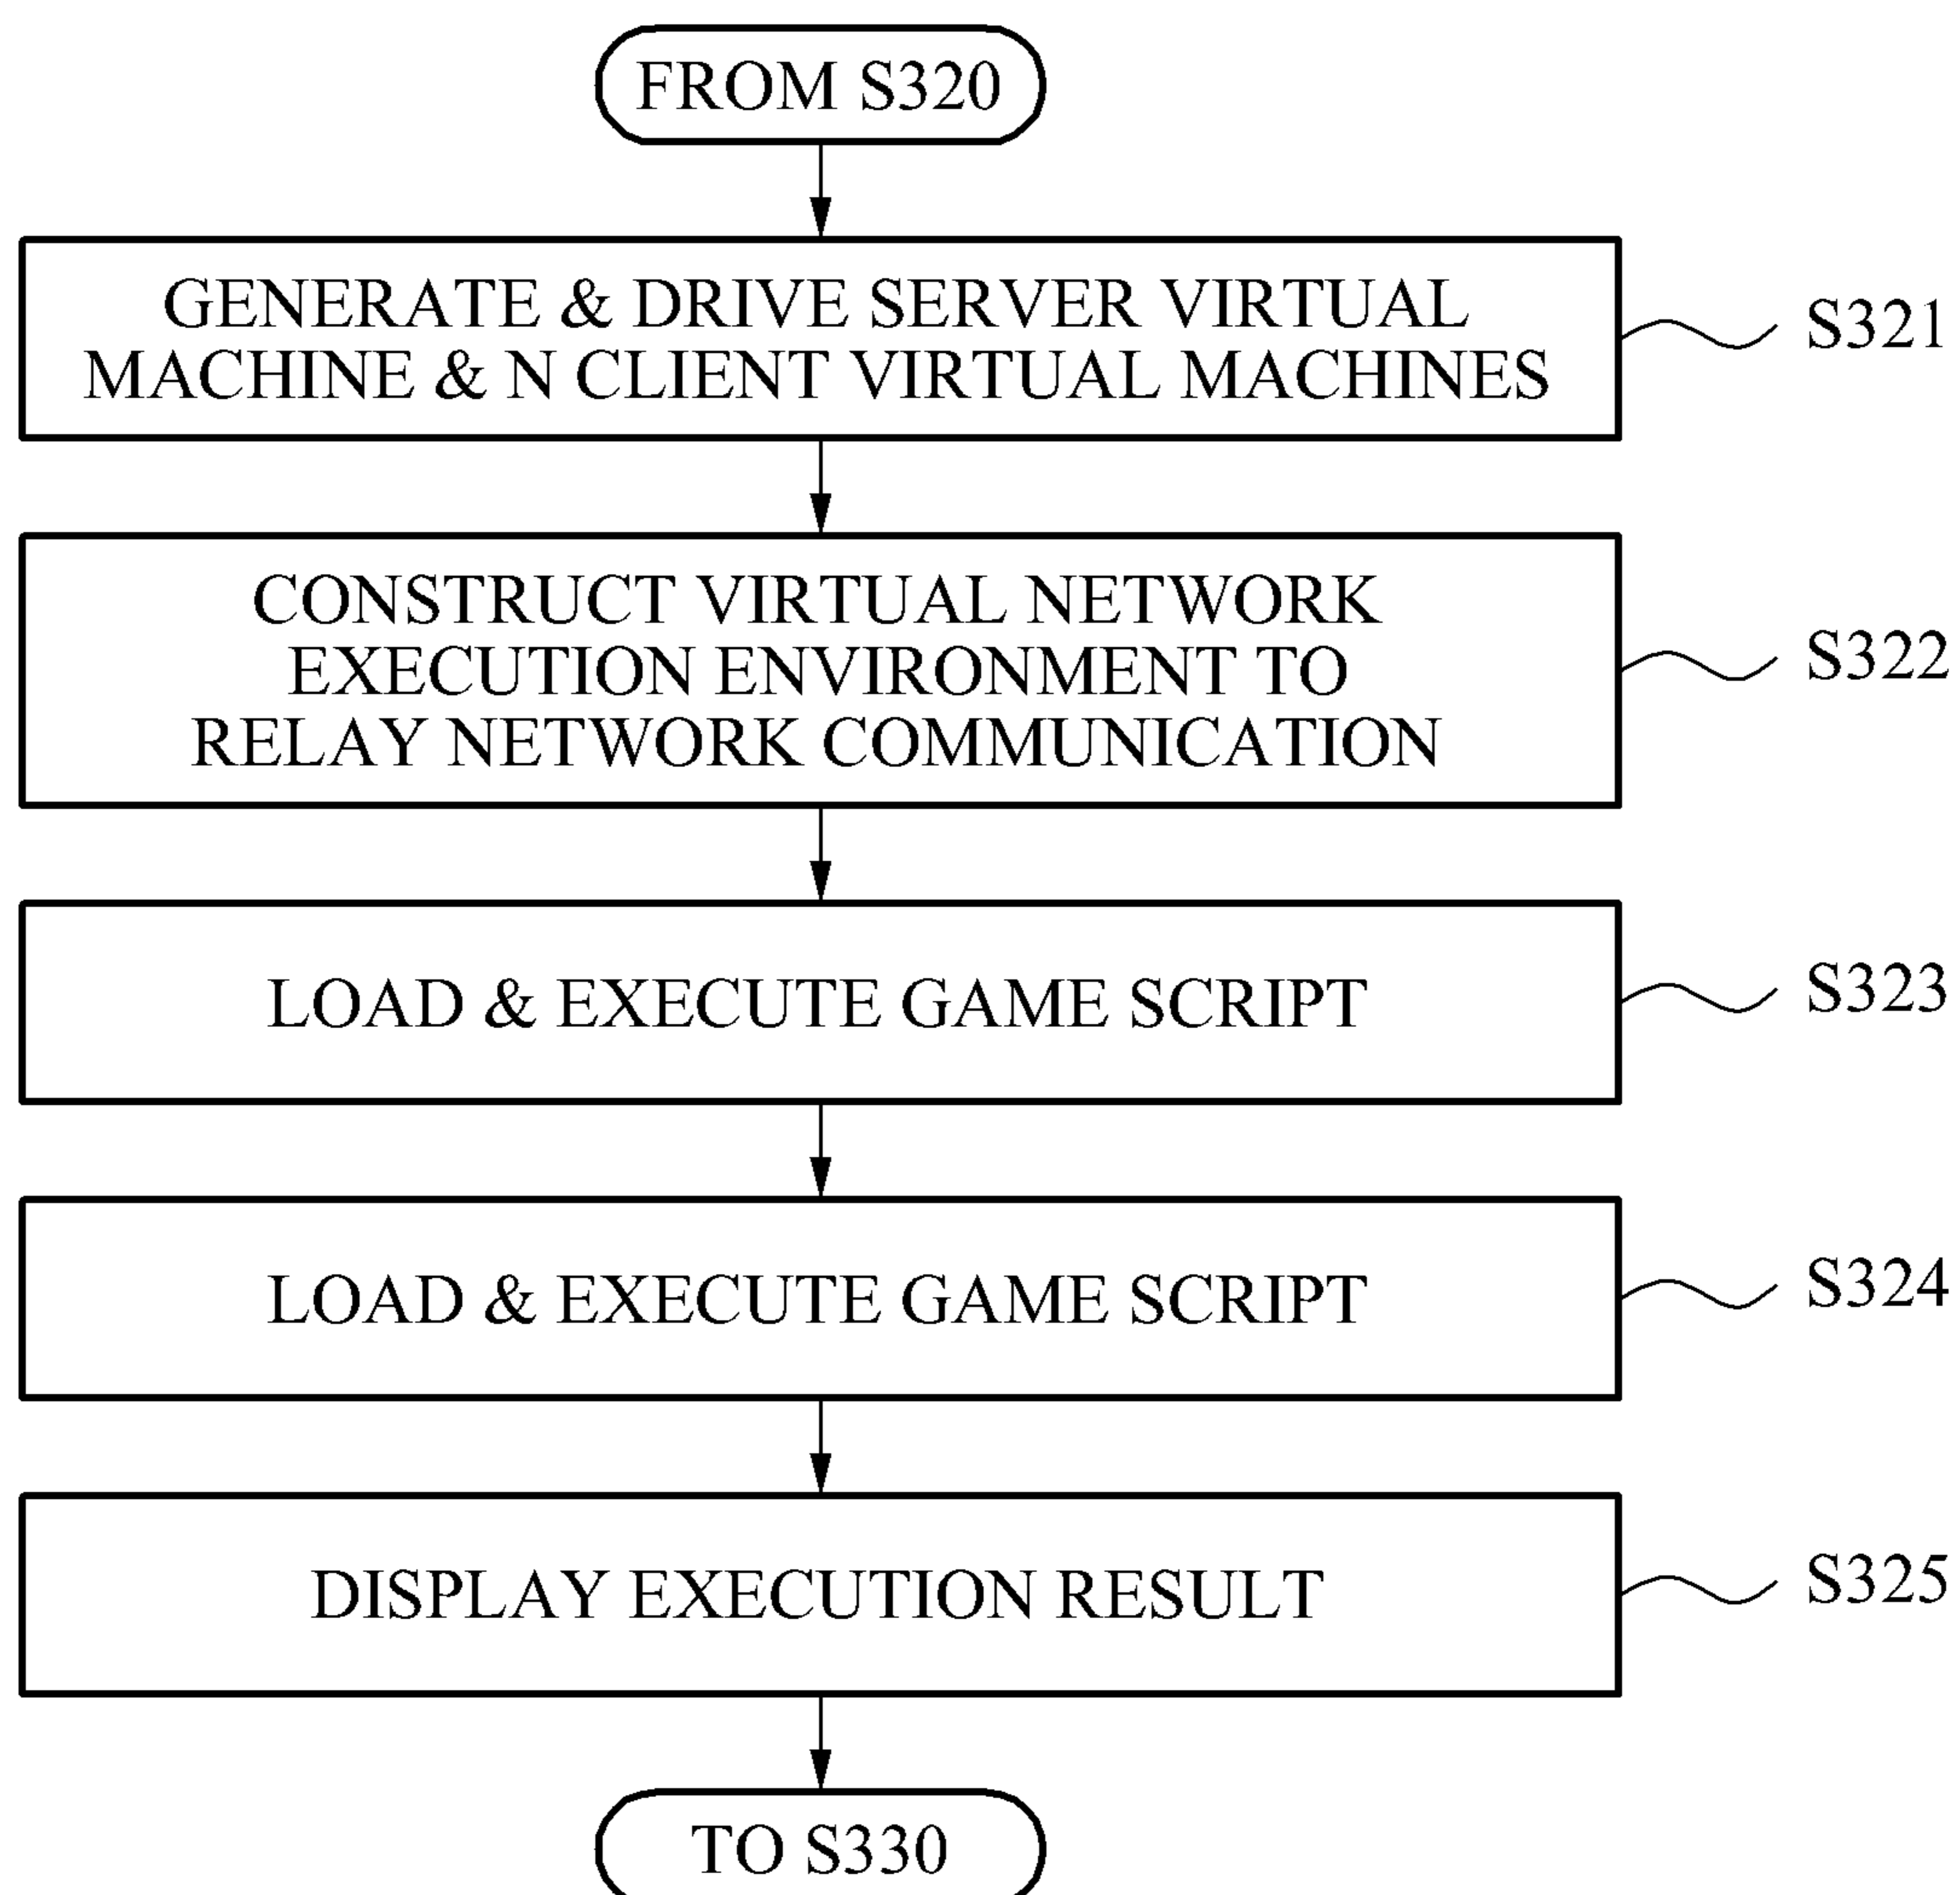 FROM S320
GENERATE & DRIVE SERVER VIRTUAL
MACHINE & N CLIENT VIRTUAL MACHINES
S321
CONSTRUCT VIRTUAL NETWORK
EXECUTION ENVIRONMENT TO
RELAY NETWORK COMMUNICATION
S322
LOAD & EXECUTE GAME SCRIPT
S323
LOAD & EXECUTE GAME SCRIPT
S324
DISPLAY EXECUTION RESULT
S325
TO S330